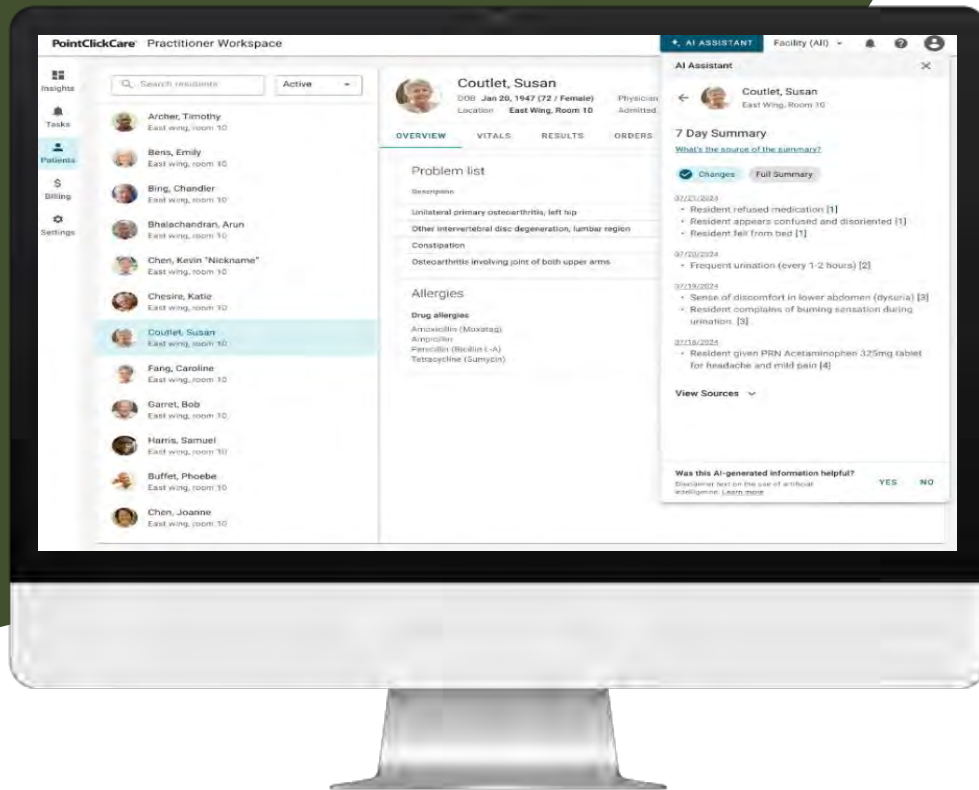 PointClickCare Practitioner Workspace
AI ASSISTANT
Facility (All)
Insights
Tasks
Patients
$
Billing
Settings
Search residents
Active
Archer, Timothy
East wing, room 10
Bens, Emily
East wing, room 10
Bing, Chandler
East wing, room 10
Bhalachandran, Arun
East wing, room 10
Chen, Kevin "Nickname"
East wing, room 10
Chesire, Katie
East wing, room 10
Coutlet, Susan
East wing, room 10
Fang, Caroline
East wing, room 10
Garret, Bob
East wing, room 10
Harris, Samuel
East wing, room 10
Buffet, Phoebe
East wing, room 10
Chen, Joanne
East wing, room 10
Coutlet, Susan
DOB Jan 20, 1947 (72 / Female) Physician
Location East Wing, Room 10 Admitted
OVERVIEW VITALS RESULTS ORDERS
Problem list
Description
Unilateral primary osteoarthritis, left hip
Other intervertebral disc degeneration, lumbar region
Constipation
Osteoarthritis involving joint of both upper arms
Allergies
Drug allergies
Amoxicillin (Moxatag)
Penicillin (Bicillin L-A)
Tetracycline (Sumycin)
AI Assistant
Coutlet, Susan
East Wing, Room 10
7 Day Summary
What's the source of the summary?
Changes Full Summary
07/21/2024
• Resident refused medication [1]
• Resident appears confused and disoriented [1]
• Resident fell from bed [1]
07/20/2024
• Frequent urination (every 1-2 hours) [2]
07/19/2024
• Sense of discomfort in lower abdomen (dysuria) [3]
• Resident complains of burning sensation during
urination. [3]
• Resident given PRN Acetaminophen 325mg tablet
for headache and mild pain [4]
View Sources
Was this AI-generated information helpful?
Disclaimer text on the use of artificial
intelligence. Learn more
YES NO